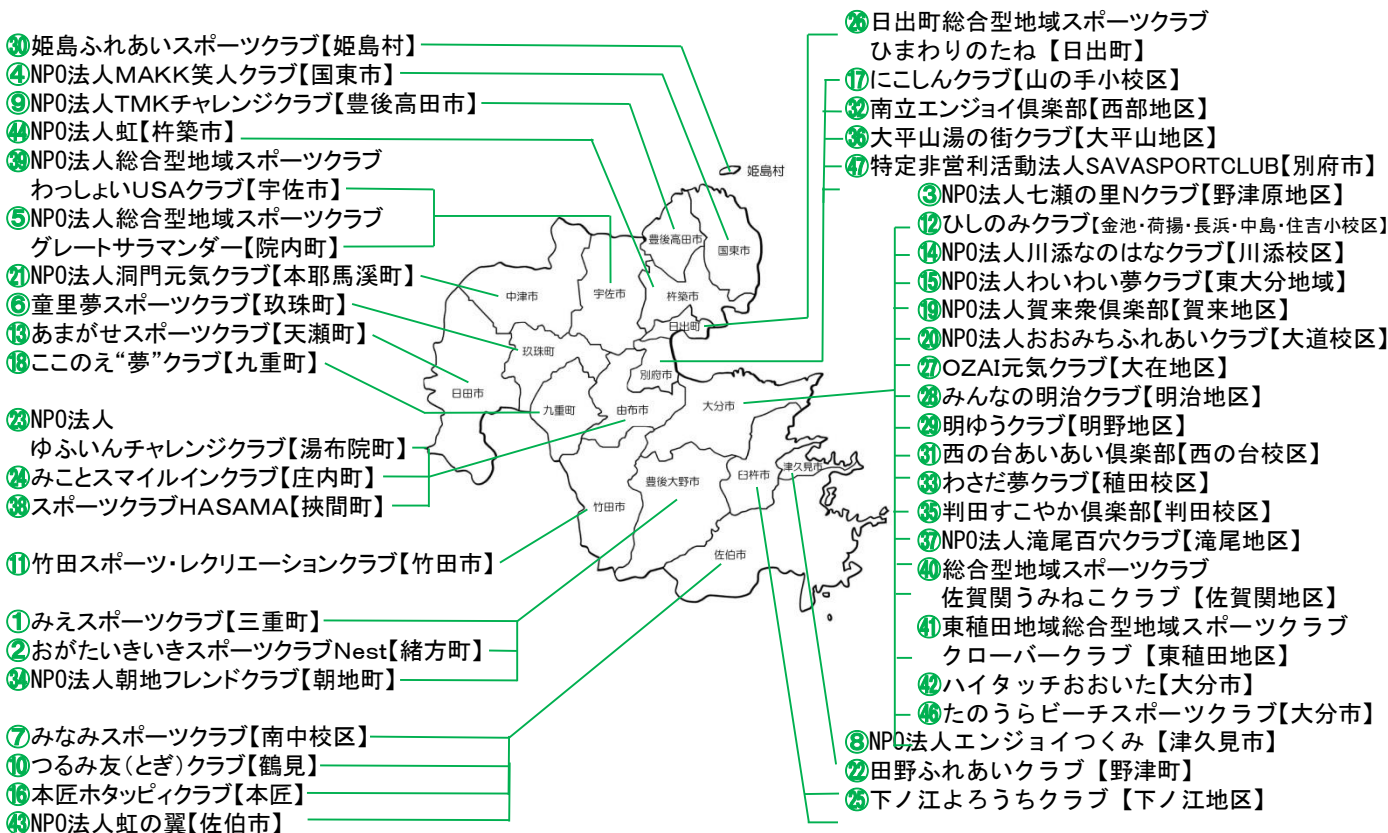 ㉚姫島ふれあいスポーツクラブ【姫島村】
④NPO法人MAKK笑人クラブ【国東市】
⑨NPO法人TMKチャレンジクラブ【豊後高田市】
㊹NPO法人虹【杵築市】
㊴NPO法人総合型地域スポーツクラブ
わっしょいUSAクラブ【宇佐市】
⑤NPO法人総合型地域スポーツクラブ
グレートサラマンダー【院内町】
㉑NPO法人洞門元気クラブ【本耶馬溪町】
⑥童里夢スポーツクラブ【玖珠町】
⑬あまがせスポーツクラブ【天瀬町】
⑱ここのえ“夢”クラブ【九重町】
㉓NPO法人
ゆふいんチャレンジクラブ【湯布院町】
㉔みことスマイルインクラブ【庄内町】
㊳スポーツクラブHASAMA【挾間町】
⑪竹田スポーツ・レクリエーションクラブ【竹田市】
①みえスポーツクラブ【三重町】
②おがたいきいきスポーツクラブNest【緒方町】
㉞NPO法人朝地フレンドクラブ【朝地町】
⑦みなみスポーツクラブ【南中校区】
⑩つるみ友(とぎ)クラブ【鶴見】
⑯本匠ホタッピィクラブ【本匠】
㊸NPO法人虹の翼【佐伯市】
姫島村
豊後高田市
国東市
中津市
宇佐市
杵築市
日出町
玖珠町
別府市
日田市
九重町
由布市
大分市
豊後大野市
臼杵市
津久見市
竹田市
佐伯市
㉖日出町総合型地域スポーツクラブ
ひまわりのたね【日出町】
⑰にこしんクラブ【山の手小校区】
㉜南立エンジョイ倶楽部【西部地区】
㊱大平山湯の街クラブ【大平山地区】
㊼特定非営利活動法人SAVASPORTCLUB【別府市】
③NPO法人七瀬の里Nクラブ【野津原地区】
⑫ひしのみクラブ【金池・荷揚・長浜・中島・住吉小校区】
⑭NPO法人川添なのはなクラブ【川添校区】
⑮NPO法人わいわい夢クラブ【東大分地域】
⑲NPO法人賀来衆倶楽部【賀来地区】
⑳NPO法人おおみちふれあいクラブ【大道校区】
㉗OZAI元気クラブ【大在地区】
㉘みんなの明治クラブ【明治地区】
㉙明ゆうクラブ【明野地区】
㉛西の台あいあい倶楽部【西の台校区】
㉝わさだ夢クラブ【稙田校区】
㉟判田すこやか倶楽部【判田校区】
㊲NPO法人滝尾百穴クラブ【滝尾地区】
㊵総合型地域スポーツクラブ
佐賀関うみねこクラブ【佐賀関地区】
㊶東稙田地域総合型地域スポーツクラブ
クローバークラブ【東稙田地区】
㊷ハイタッチおおいた【大分市】
㊻たのうらビーチスポーツクラブ【大分市】
⑧NPO法人エンジョイつくみ【津久見市】
㉒田野ふれあいクラブ【野津町】
㉕下ノ江よろうちクラブ【下ノ江地区】